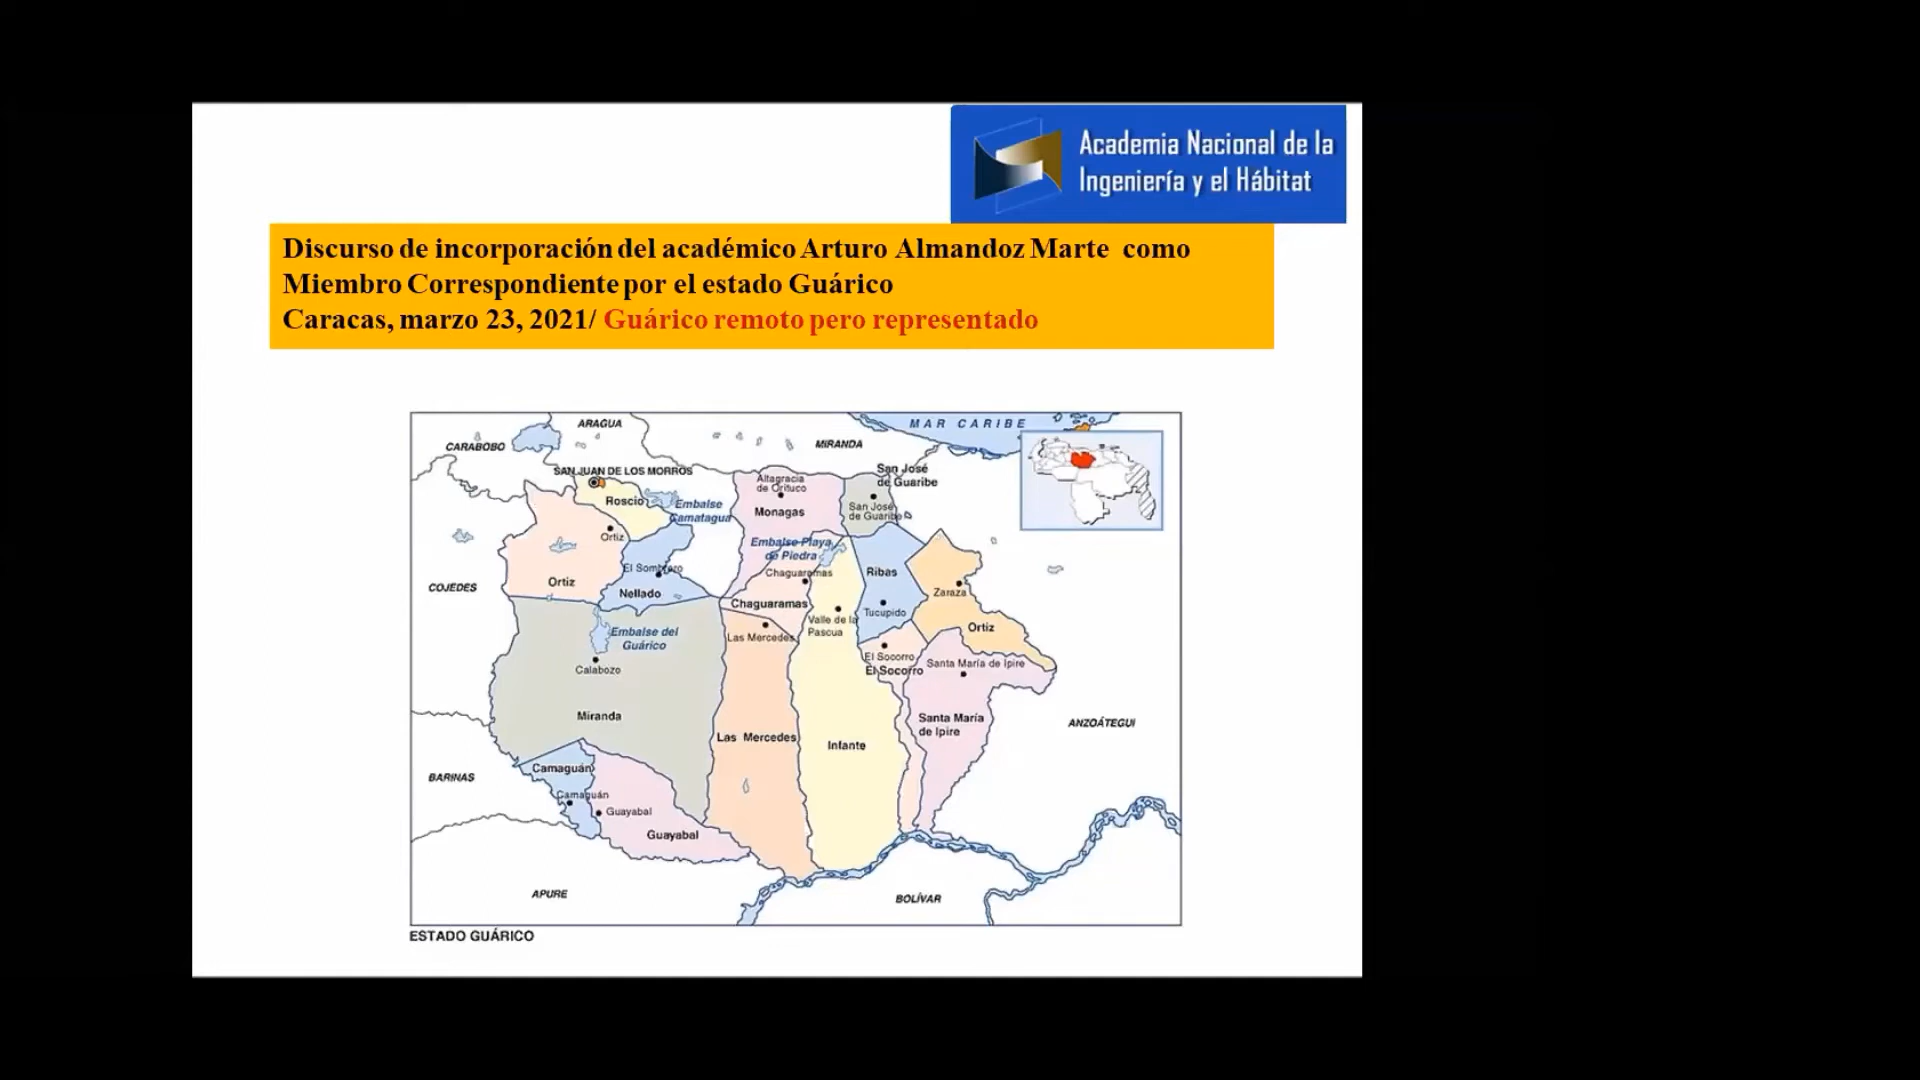 Academia Nacional de la
Ingeniería y el Hábitat
Discurso de incorporación del académico Arturo Almandoz Marte como
Miembro Correspondiente por el estado Guárico
Caracas, marzo 23, 2021/ Guárico remoto pero representado
MAR CARIBE
ARAGUA
CARABOBO
MIRANDA
SAN JUAN DE LOS MORROS
San José
de Guaribe
Altagracia
de Orituco
Roscio
Embalse
Camatagua
Monagas
San José
de Guaribe
Ortiz
Embalse Playa
de Piedra
El Sombrero
Chaguaramas
Ribas
Ortiz
COJEDES
Nellado
Zaraza
Chaguaramas
Tucupido
Valle de la
Pascua
Ortiz
Embalse del
Guárico
Las Mercedes
El Socorro
Santa María de Ipire
Calabozo
El Socorro
Miranda
Santa María
de Ipire
ANZOÁTEGUI
Las Mercedes
Infante
Camaguán
BARINAS
Camaguán
Guayabal
Guayabal
APURE
BOLÍVAR
ESTADO GUÁRICO